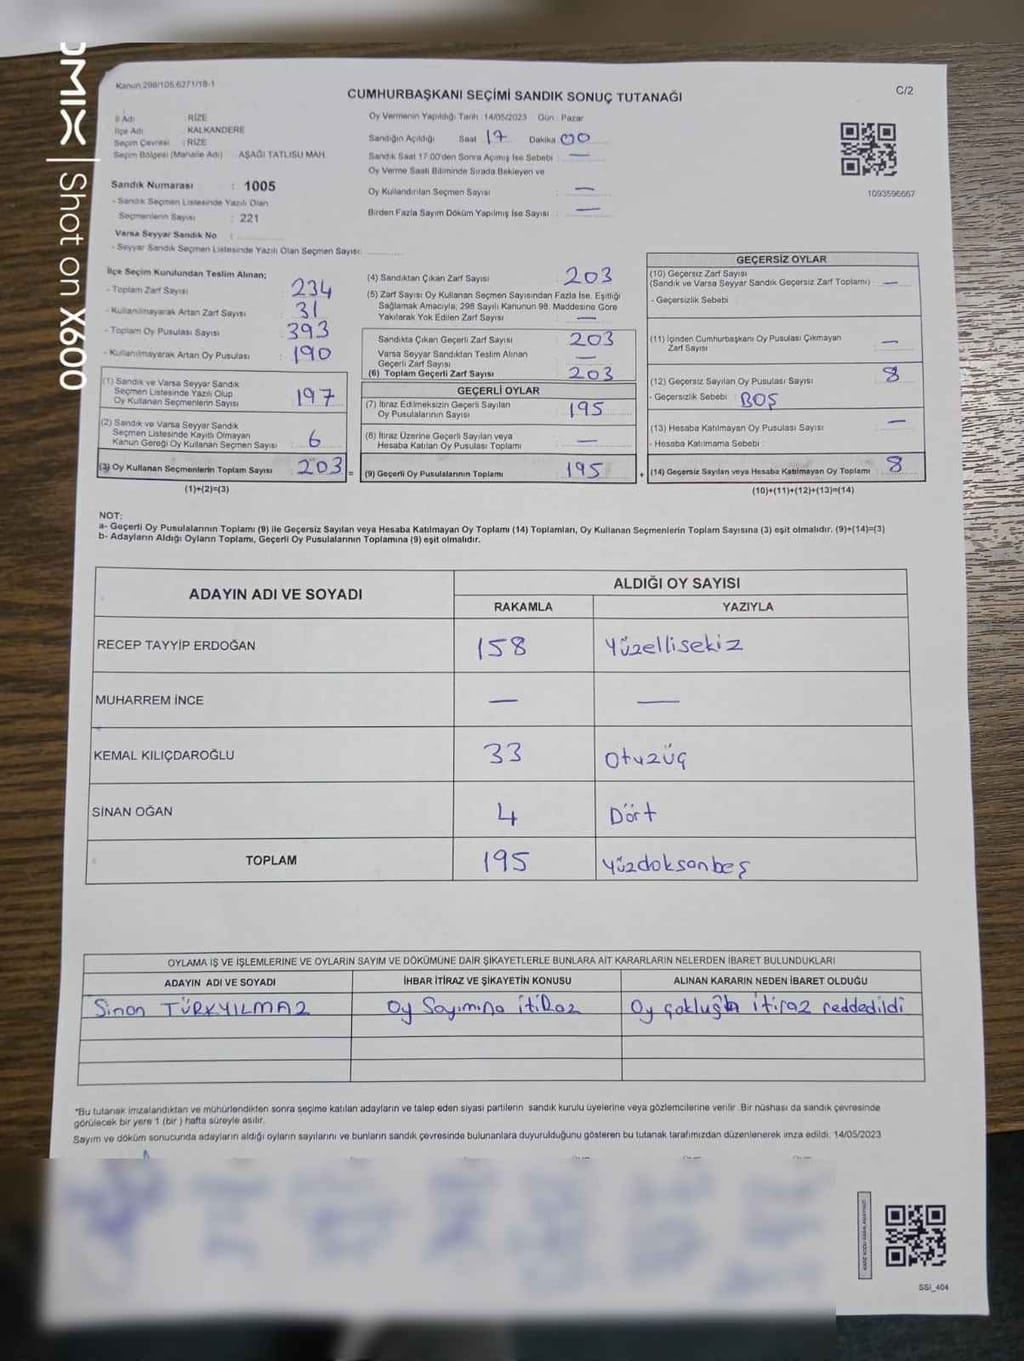 OMIX | Shot on X600
Kanun:298/105,6271/18-1
CUMHURBAŞKANI SEÇİMİ SANDIK SONUÇ TUTANAĞI
C/2
İl Adı : RİZE
İlçe Adı : KALKANDERE
Seçim Çevresi : RİZE
Seçim Bölgesi (Mahalle Adı) : AŞAĞI TATLISU MAH.
Sandık Numarası : 1005
- Sandık Seçmen Listesinde Yazılı Olan
Seçmenlerin Sayısı : 221
Varsa Seyyar Sandık No :
- Seyyar Sandık Seçmen Listesinde Yazılı Olan Seçmen Sayısı:
Oy Vermenin Yapıldığı Tarih :14/05/2023 Gün : Pazar
Sandığın Açıldığı Saat 17 Dakika 00
Sandık Saat 17:00'den Sonra Açmış İse Sebebi : —
Oy Verme Saati Bitiminde Sırada Bekleyen ve
Oy Kullandırılan Seçmen Sayısı : —
Birden Fazla Sayım Döküm Yapılmış İse Sayısı : —
1093596667
İlçe Seçim Kurulundan Teslim Alınan;
- Toplam Zarf Sayısı 234
- Kullanılmayarak Artan Zarf Sayısı 31
- Toplam Oy Pusulası Sayısı 393
- Kullanılmayarak Artan Oy Pusulası 190
(1) Sandık ve Varsa Seyyar Sandık
Seçmen Listesinde Yazılı Olup
Oy Kullanan Seçmenlerin Sayısı 197
(2) Sandık ve Varsa Seyyar Sandık
Seçmen Listesinde Kayıtlı Olmayan
Kanun Gereği Oy Kullanan Seçmen Sayısı 6
(3) Oy Kullanan Seçmenlerin Toplam Sayısı 203 =
(1)+(2)=(3)
(4) Sandıktan Çıkan Zarf Sayısı 203
(5) Zarf Sayısı Oy Kullanan Seçmen Sayısından Fazla İse, Eşitliği
Sağlamak Amacıyla, 298 Sayılı Kanunun 98. Maddesine Göre
Yakılarak Yok Edilen Zarf Sayısı —
Sandıkta Çıkan Geçerli Zarf Sayısı 203
Varsa Seyyar Sandıktan Teslim Alınan
Geçerli Zarf Sayısı —
(6) Toplam Geçerli Zarf Sayısı 203
GEÇERLİ OYLAR
(7) İtiraz Edilmeksizin Geçerli Sayılan
Oy Pusulalarının Sayısı 195
(8) İtiraz Üzerine Geçerli Sayılan veya
Hesaba Katılan Oy Pusulası Toplamı —
(9) Geçerli Oy Pusulalarının Toplamı 195 +
GEÇERSİZ OYLAR
(10) Geçersiz Zarf Sayısı
(Sandık ve Varsa Seyyar Sandık Geçersiz Zarf Toplamı) —
- Geçersizlik Sebebi
(11) İçinden Cumhurbaşkanı Oy Pusulası Çıkmayan
Zarf Sayısı —
(12) Geçersiz Sayılan Oy Pusulası Sayısı 8
- Geçersizlik Sebebi BOŞ
(13) Hesaba Katılmayan Oy Pusulası Sayısı —
- Hesaba Katılmama Sebebi :
(14) Geçersiz Sayılan veya Hesaba Katılmayan Oy Toplamı 8
(10)+(11)+(12)+(13)=(14)
NOT:
a- Geçerli Oy Pusulalarının Toplamı (9) ile Geçersiz Sayılan veya Hesaba Katılmayan Oy Toplamı (14) Toplamları, Oy Kullanan Seçmenlerin Toplam Sayısına (3) eşit olmalıdır. (9)+(14)=(3)
b- Adayların Aldığı Oyların Toplamı, Geçerli Oy Pusulalarının Toplamına (9) eşit olmalıdır.
ADAYIN ADI VE SOYADI
ALDIĞI OY SAYISI
RAKAMLA YAZIYLA
RECEP TAYYİP ERDOĞAN 158 Yüzellisekiz
MUHARREM İNCE — —
KEMAL KILIÇDAROĞLU 33 Otuzüç
SİNAN OĞAN 4 Dört
TOPLAM 195 Yüzdoksanbeş
OYLAMA İŞ VE İŞLEMLERİNE VE OYLARIN SAYIM VE DÖKÜMÜNE DAİR ŞİKAYETLERLE BUNLARA AİT KARARLARIN NELERDEN İBARET BULUNDUKLARI
ADAYIN ADI VE SOYADI İHBAR İTİRAZ VE ŞİKAYETİN KONUSU ALINAN KARARIN NEDEN İBARET OLDUĞU
Sinan TÜRKYILMAZ Oy Sayımına itiraz Oy çokluğla itiraz reddedildi
*Bu tutanak imzalandıktan ve mühürlendikten sonra seçime katılan adayların ve talep eden siyasi partilerin sandık kurulu üyelerine veya gözlemcilerine verilir. Bir nüshası da sandık çevresinde
görülecek bir yere 1 (bir) hafta süreyle asılır.
Sayım ve döküm sonucunda adayların aldığı oyların sayılarını ve bunların sandık çevresinde bulunanlara duyurulduğunu gösteren bu tutanak tarafımızdan düzenlenerek imza edildi. 14/05/2023
SSI_404